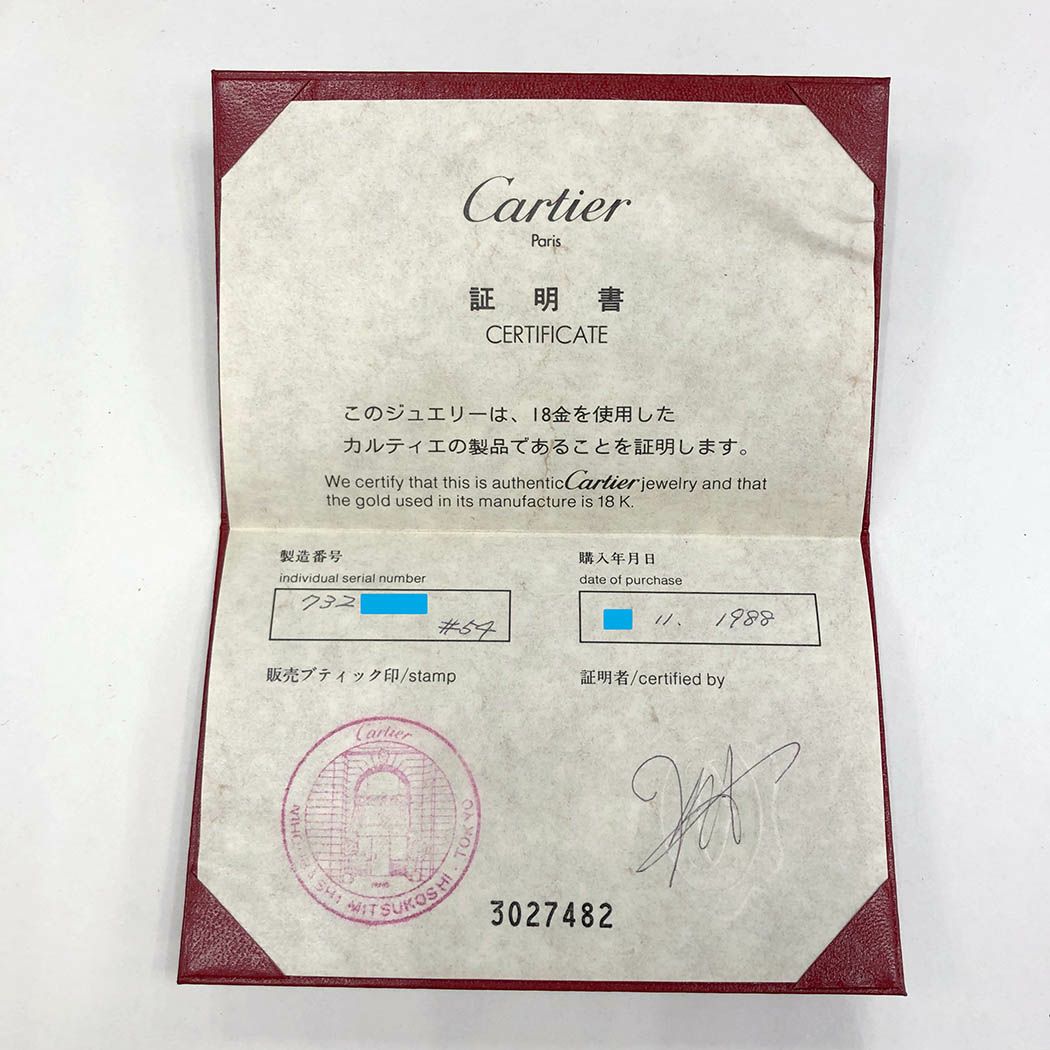 Cartier
Paris
証明書
CERTIFICATE
このジュエリーは、18金を使用した
カルティエの製品であることを証明します。
We certify that this is authentic Cartier jewelry and that
the gold used in its manufacture is 18 K.
製造番号
individual serial number
732
#54
購入年月日
date of purchase
11. 1988
販売ブティック印/stamp
証明者/certified by
Cartier
MITSUKOSHI · TOKYO
3027482